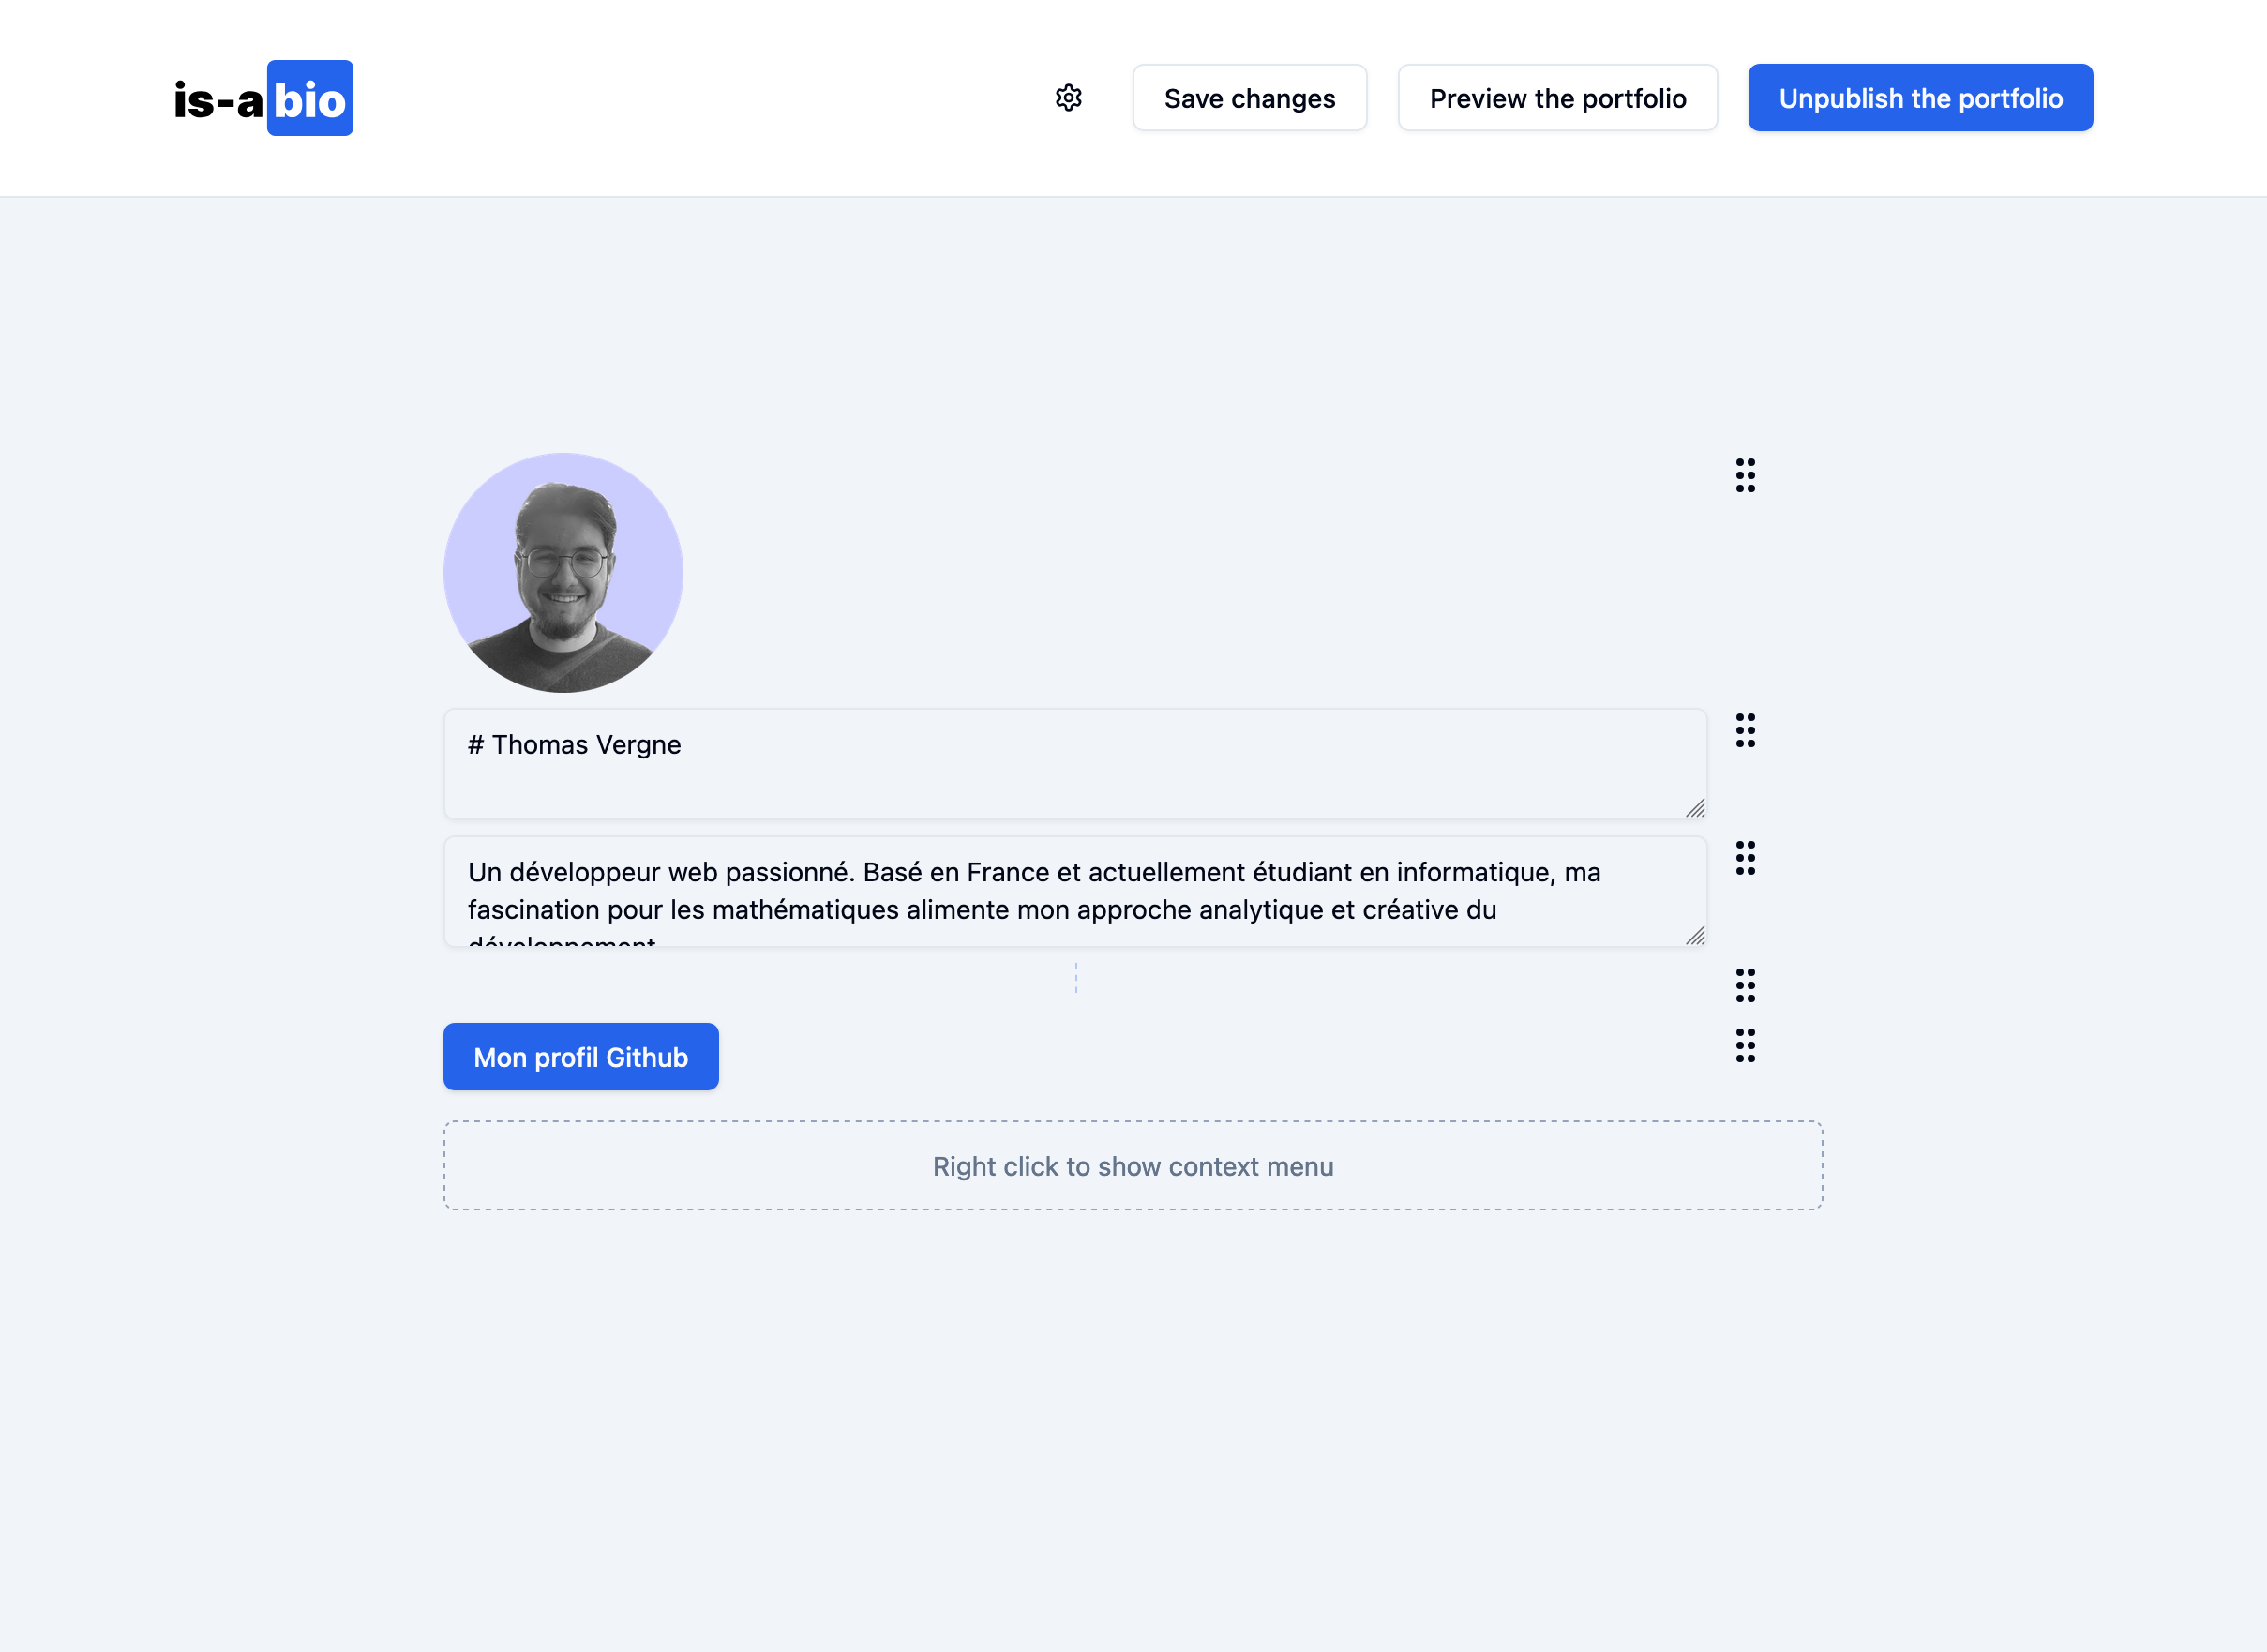 is-a bio
Save changes
Preview the portfolio
Unpublish the portfolio
# Thomas Vergne
Un développeur web passionné. Basé en France et actuellement étudiant en informatique, ma
fascination pour les mathématiques alimente mon approche analytique et créative du
développement
Mon profil Github
Right click to show context menu